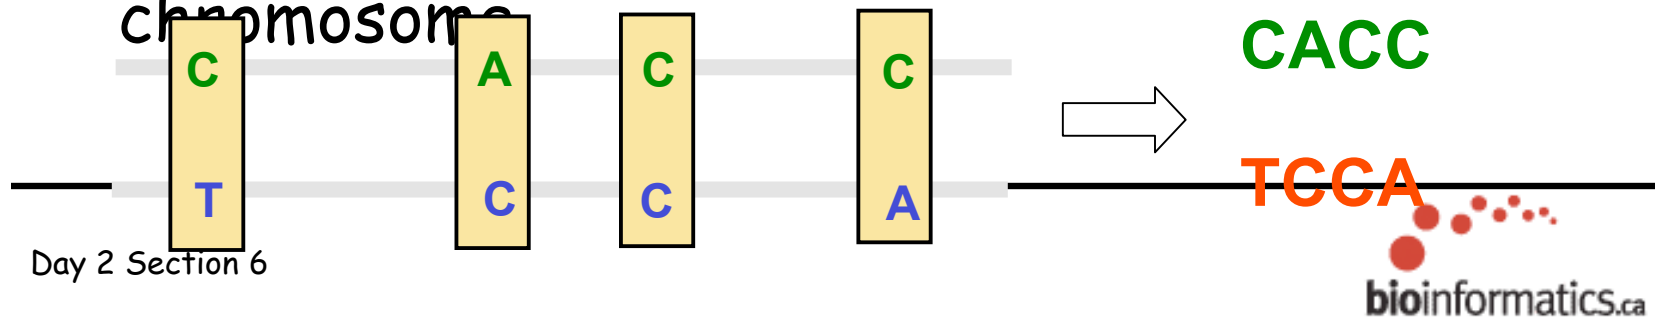 chromosome
C A C C
CACC
T C C A
TCCA
Day 2 Section 6
bioinformatics.ca